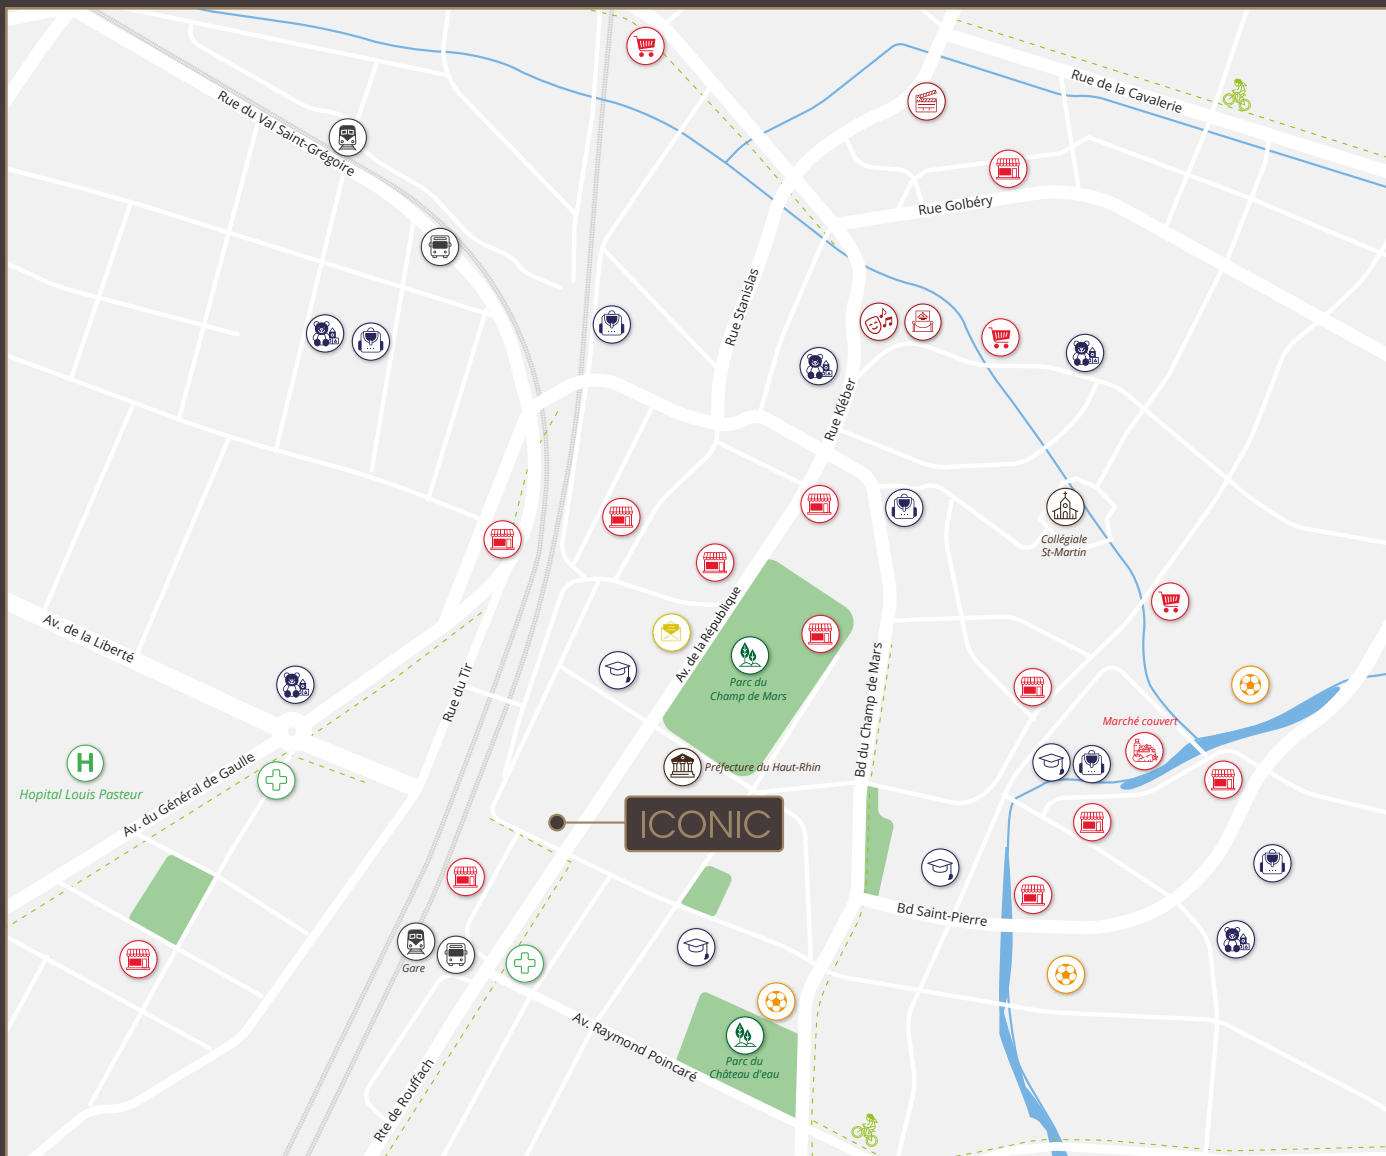 Rue de la Cavalerie
Rue du Val Saint-Grégoire
Rue Golbéry
Rue Stanislas
Rue Kléber
Collégiale
St-Martin
Av. de la Liberté
Av. de la République
Rue du Tir
Parc du
Champ de Mars
Bd du Champ de Mars
Marché couvert
H
Hopital Louis Pasteur
Préfecture du Haut-Rhin
Av. du Général de Gaulle
ICONIC
Bd Saint-Pierre
Gare
Av. Raymond Poincaré
Parc du
Château d'eau
Rte de Rouffach